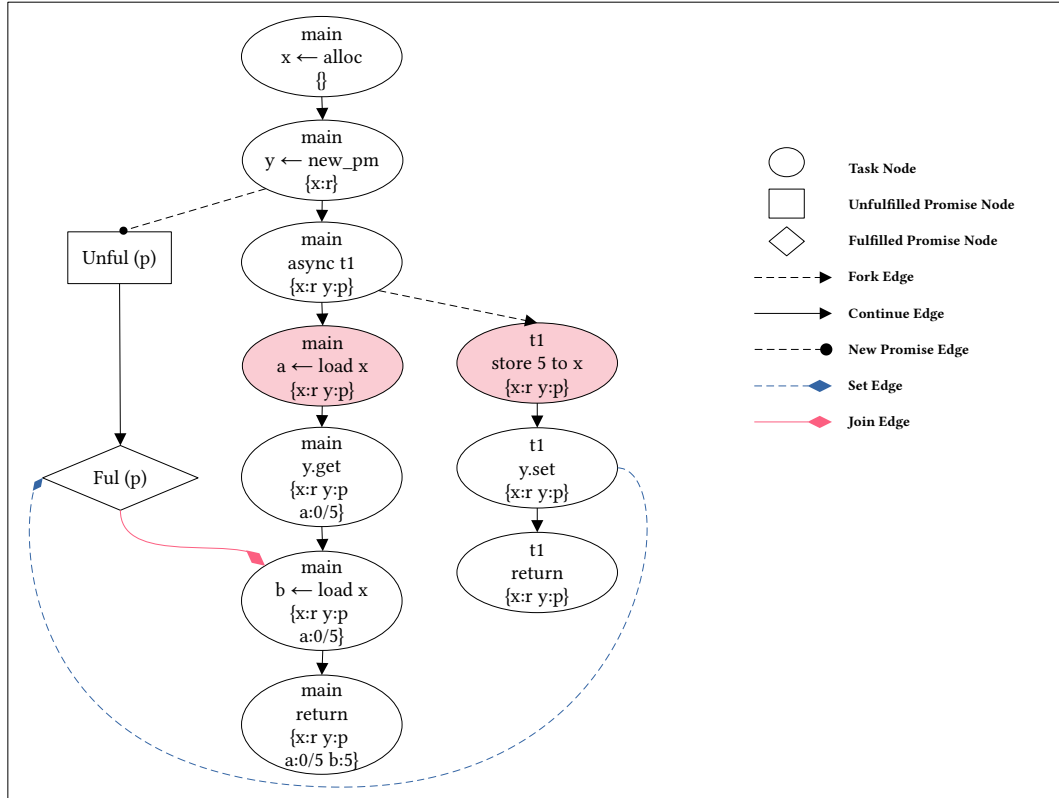 main
x ← alloc
{}
main
y ← new_pm
{x:r}
Unful (p)
main
async t1
{x:r y:p}
main
a ← load x
{x:r y:p}
t1
store 5 to x
{x:r y:p}
Ful (p)
main
y.get
{x:r y:p
a:0/5}
t1
y.set
{x:r y:p}
main
b ← load x
{x:r y:p
a:0/5}
t1
return
{x:r y:p}
main
return
{x:r y:p
a:0/5 b:5}
Task Node
Unfulfilled Promise Node
Fulfilled Promise Node
Fork Edge
Continue Edge
New Promise Edge
Set Edge
Join Edge